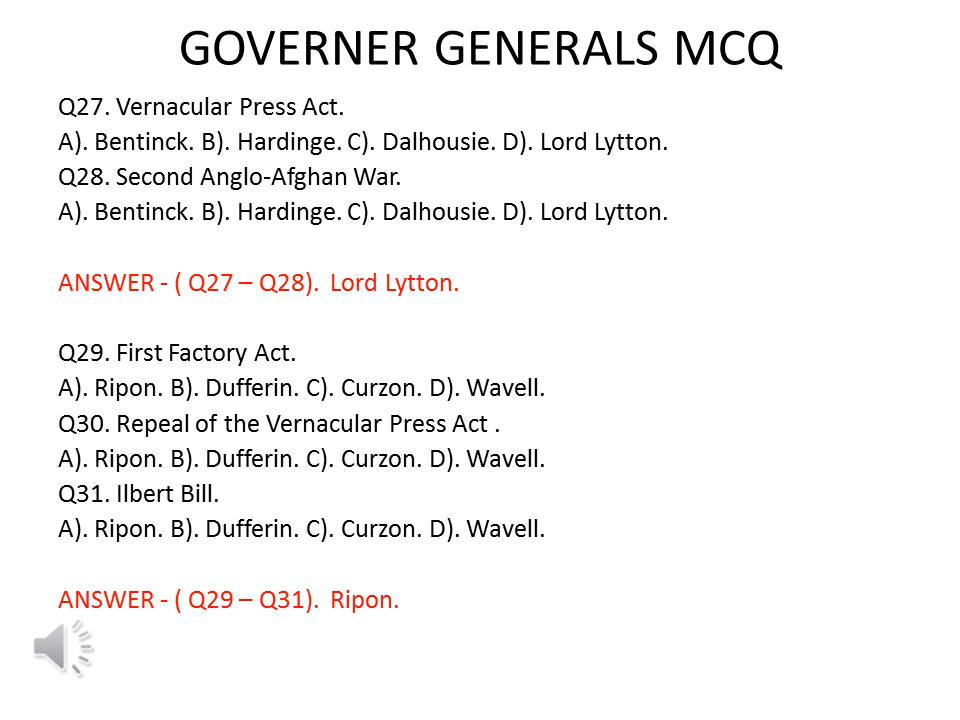 GOVERNER GENERALS MCQ
Q27. Vernacular Press Act.
A). Bentinck. B). Hardinge. C). Dalhousie. D). Lord Lytton.
Q28. Second Anglo-Afghan War.
A). Bentinck. B). Hardinge. C). Dalhousie. D). Lord Lytton.
ANSWER - ( Q27 – Q28). Lord Lytton.
Q29. First Factory Act.
A). Ripon. B). Dufferin. C). Curzon. D). Wavell.
Q30. Repeal of the Vernacular Press Act .
A). Ripon. B). Dufferin. C). Curzon. D). Wavell.
Q31. Ilbert Bill.
A). Ripon. B). Dufferin. C). Curzon. D). Wavell.
ANSWER - ( Q29 – Q31). Ripon.